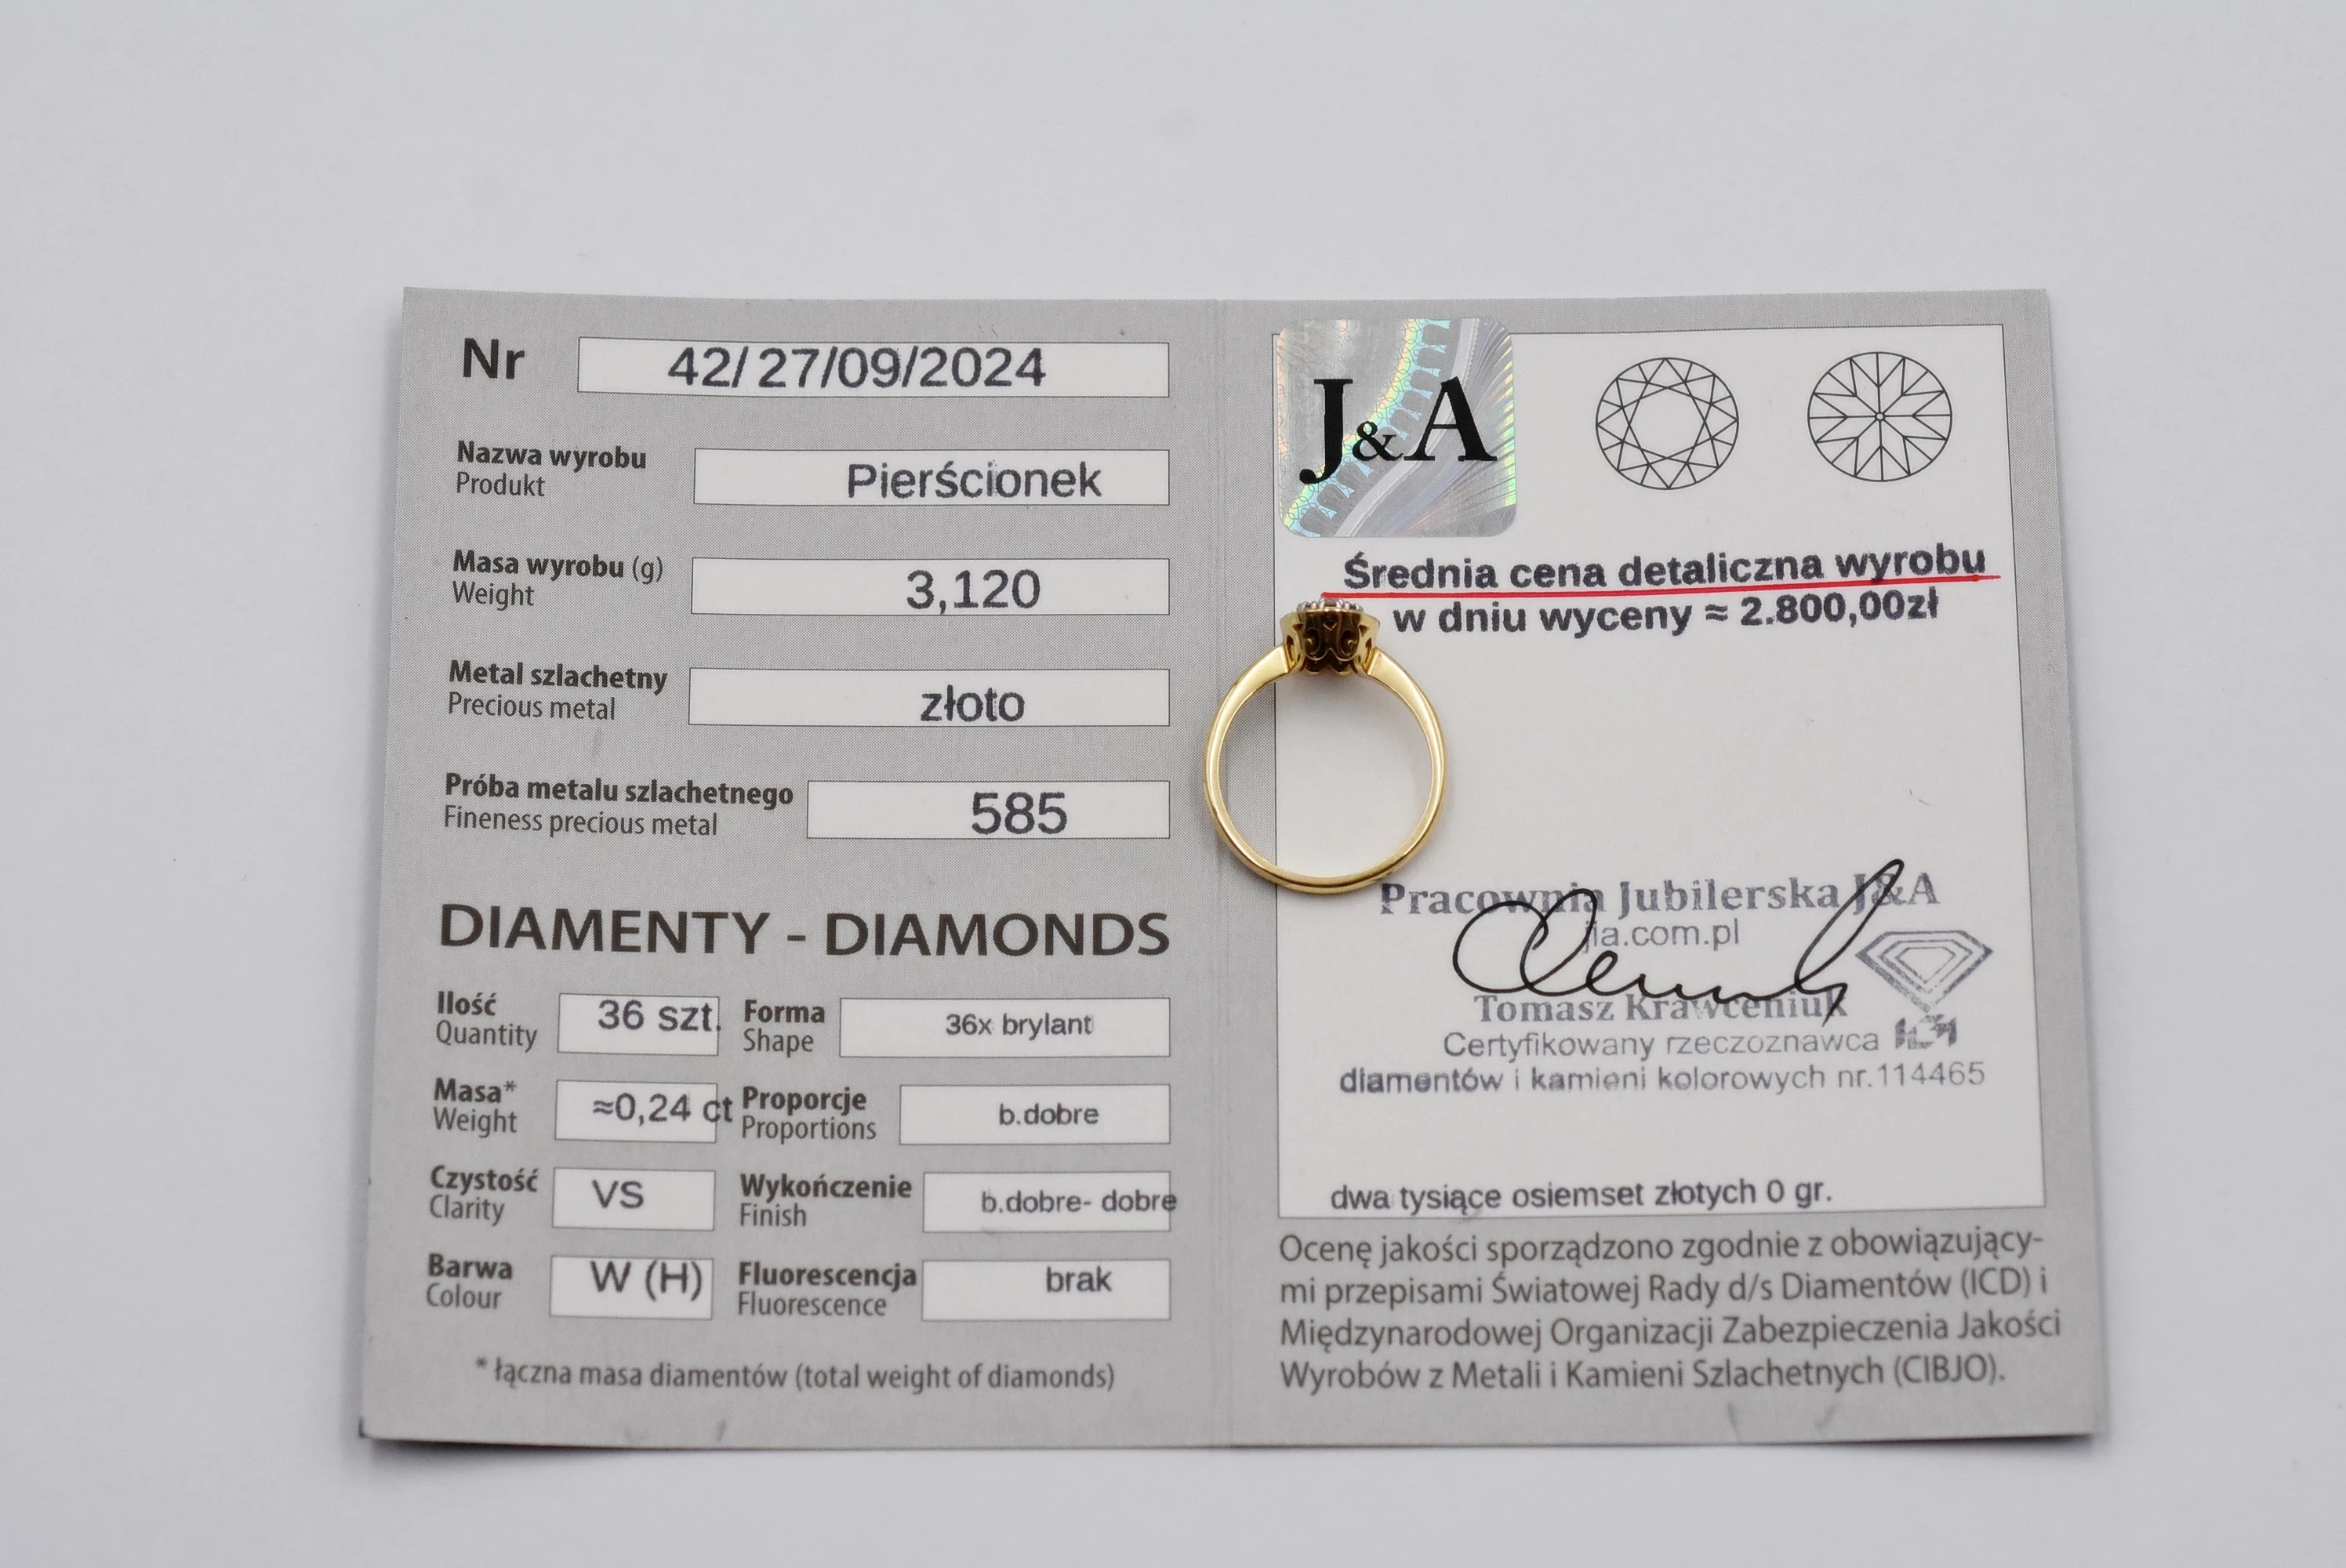 Nr 42/ 27/09/2024
Nazwa wyrobu
Produkt
Pierścionek
Masa wyrobu (g)
Weight
3,120
Metal szlachetny
Precious metal
złoto
Próba metalu szlachetnego
Fineness precious metal
585
DIAMENTY - DIAMONDS
Ilość
Quantity
36 szt.
Forma
Shape
36x brylant
Masa*
Weight
≈0,24 ct
Proporcje
Proportions
b.dobre
Czystość
Clarity
VS
Wykończenie
Finish
b.dobre- dobre
Barwa
Colour
W (H)
Fluorescencja
Fluorescence
brak
* łączna masa diamentów (total weight of diamonds)
J&A
Średnia cena detaliczna wyrobu
w dniu wyceny ≈ 2.800,00zł
Pracownia Jubilerska J&A
jia.com.pl
Tomasz Krawceniuk
Certyfikowany rzeczoznawca
diamentów i kamieni kolorowych nr.114465
dwa tysiące osiemset złotych 0 gr.
Ocenę jakości sporządzono zgodnie z obowiązujący-
mi przepisami Światowej Rady d/s Diamentów (ICD) i
Międzynarodowej Organizacji Zabezpieczenia Jakości
Wyrobów z Metali i Kamieni Szlachetnych (CIBJO).